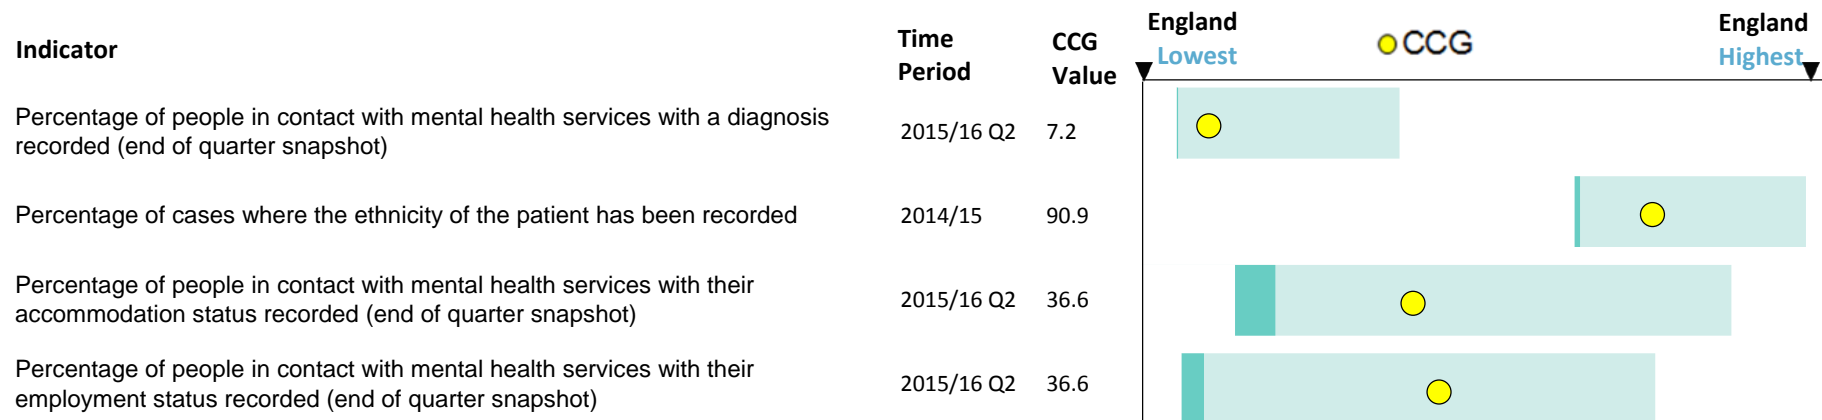 Indicator
Time Period
CCG Value
England Lowest
CCG
England Highest
Percentage of people in contact with mental health services with a diagnosis
recorded (end of quarter snapshot)
2015/16 Q2 7.2
Percentage of cases where the ethnicity of the patient has been recorded
2014/15 90.9
Percentage of people in contact with mental health services with their
accommodation status recorded (end of quarter snapshot)
2015/16 Q2 36.6
Percentage of people in contact with mental health services with their
employment status recorded (end of quarter snapshot)
2015/16 Q2 36.6